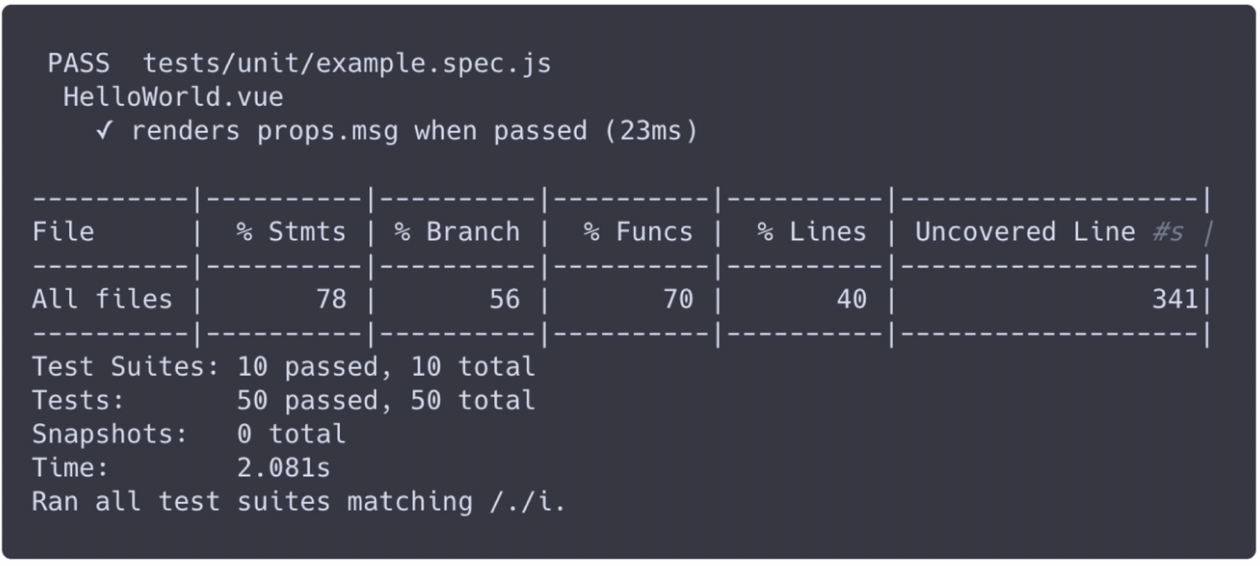 PASS  tests/unit/example.spec.js
HelloWorld.vue
✓ renders props.msg when passed (23ms)
----------|----------|----------|----------|----------|-------------------|
File      |  % Stmts | % Branch |  % Funcs |  % Lines | Uncovered Line #s |
----------|----------|----------|----------|----------|-------------------|
All files |       78 |       56 |       70 |       40 |                341|
----------|----------|----------|----------|----------|-------------------|
Test Suites: 10 passed, 10 total
Tests:       50 passed, 50 total
Snapshots:   0 total
Time:        2.081s
Ran all test suites matching /./i.